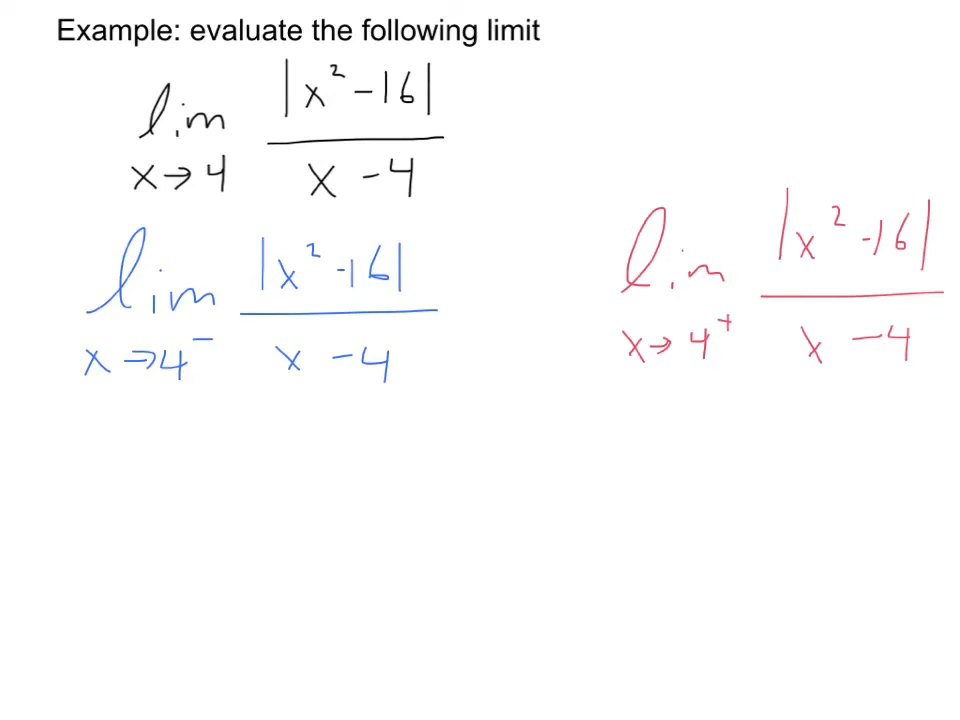 Example: evaluate the following limit
lim |x² -16|
x→4 x -4
lim |x² -16|
x→4⁻ x -4
lim |x² -16|
x→4⁺ x -4